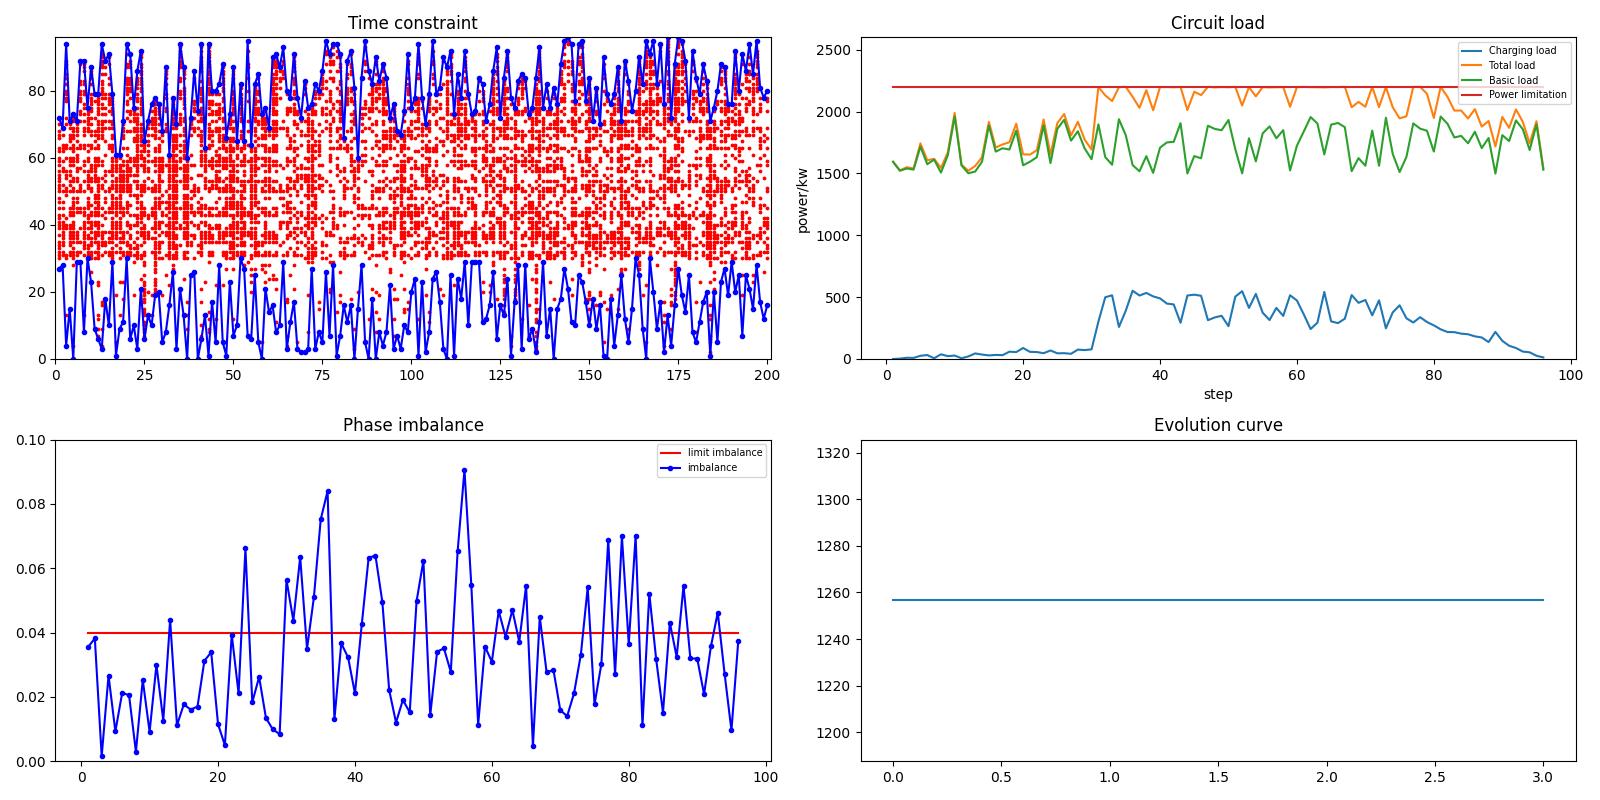 Time constraint
80
60
40
20
0
0 25 50 75 100 125 150 175 200
Circuit load
2500
2000
1500
1000
500
0
power/kw
Charging load
Total load
Basic load
Power limitation
0 20 40 60 80 100
step
Phase imbalance
0.10
0.08
0.06
0.04
0.02
0.00
limit imbalance
imbalance
0 20 40 60 80 100
Evolution curve
1320
1300
1280
1260
1240
1220
1200
0.0 0.5 1.0 1.5 2.0 2.5 3.0